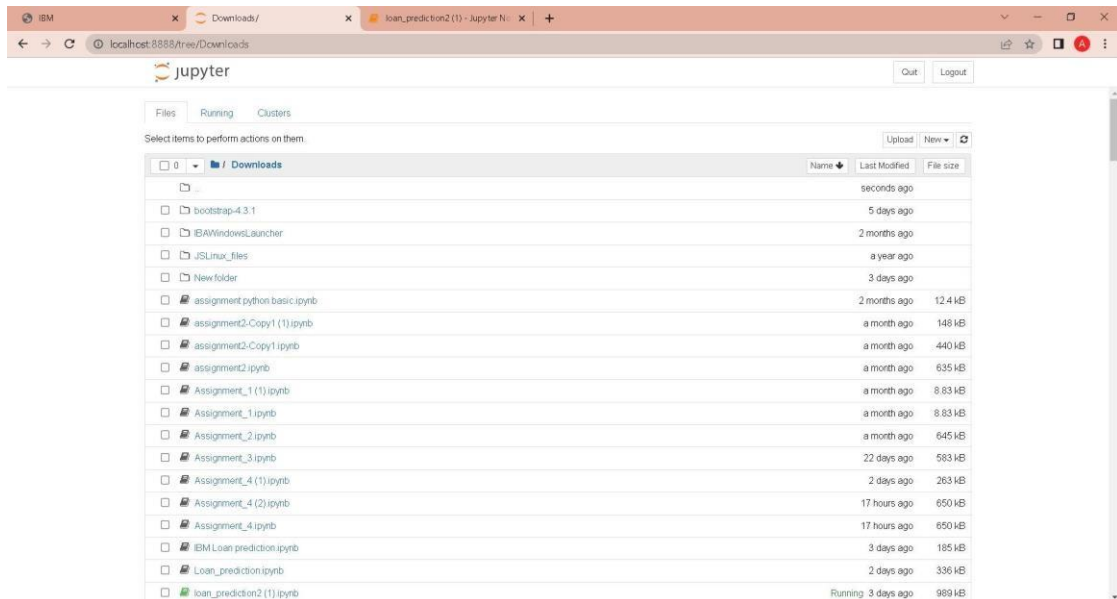 IBM Downloads/ loan_prediction2 (1) - Jupyter No
localhost:8888/tree/Downloads A
jupyter Quit Logout
Files Running Clusters
Select items to perform actions on them. Upload New
0 / Downloads Name Last Modified File size
.. seconds ago
bootstrap-4.3.1 5 days ago
IBAWindowsLauncher 2 months ago
JSLinux_files a year ago
New folder 3 days ago
assignment python basic.ipynb 2 months ago 12.4 kB
assignment2-Copy1 (1).ipynb a month ago 148 kB
assignment2-Copy1.ipynb a month ago 440 kB
assignment2.ipynb a month ago 635 kB
Assignment_1 (1).ipynb a month ago 8.83 kB
Assignment_1.ipynb a month ago 8.83 kB
Assignment_2.ipynb a month ago 645 kB
Assignment_3.ipynb 22 days ago 583 kB
Assignment_4 (1).ipynb 2 days ago 263 kB
Assignment_4 (2).ipynb 17 hours ago 650 kB
Assignment_4.ipynb 17 hours ago 650 kB
IBM Loan prediction.ipynb 3 days ago 185 kB
Loan_prediction.ipynb 2 days ago 336 kB
loan_prediction2 (1).ipynb Running 3 days ago 989 kB